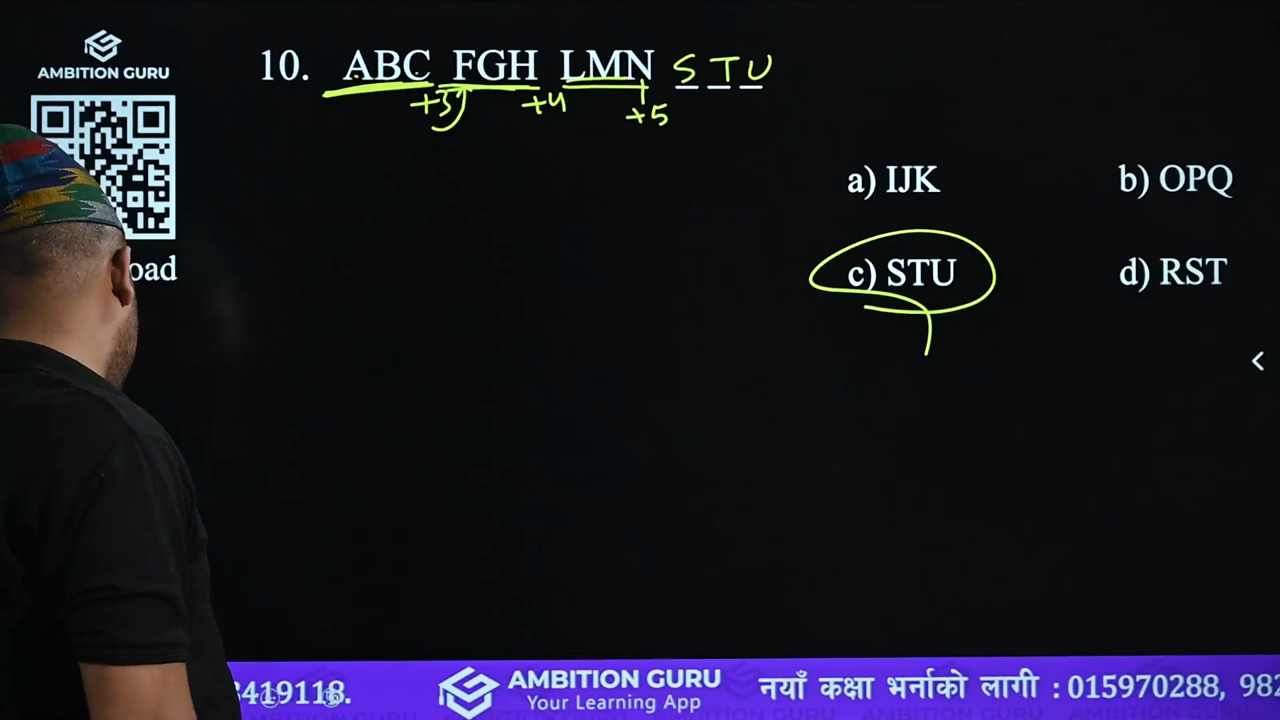 AMBITION GURU
oad
10. ABC FGH LMN S T U
+3 +4 +5
a) IJK b) OPQ
c) STU d) RST
<
3419118.
AMBITION GURU
Your Learning App
नयाँ कक्षा भर्नाको लागी : 015970288, 982